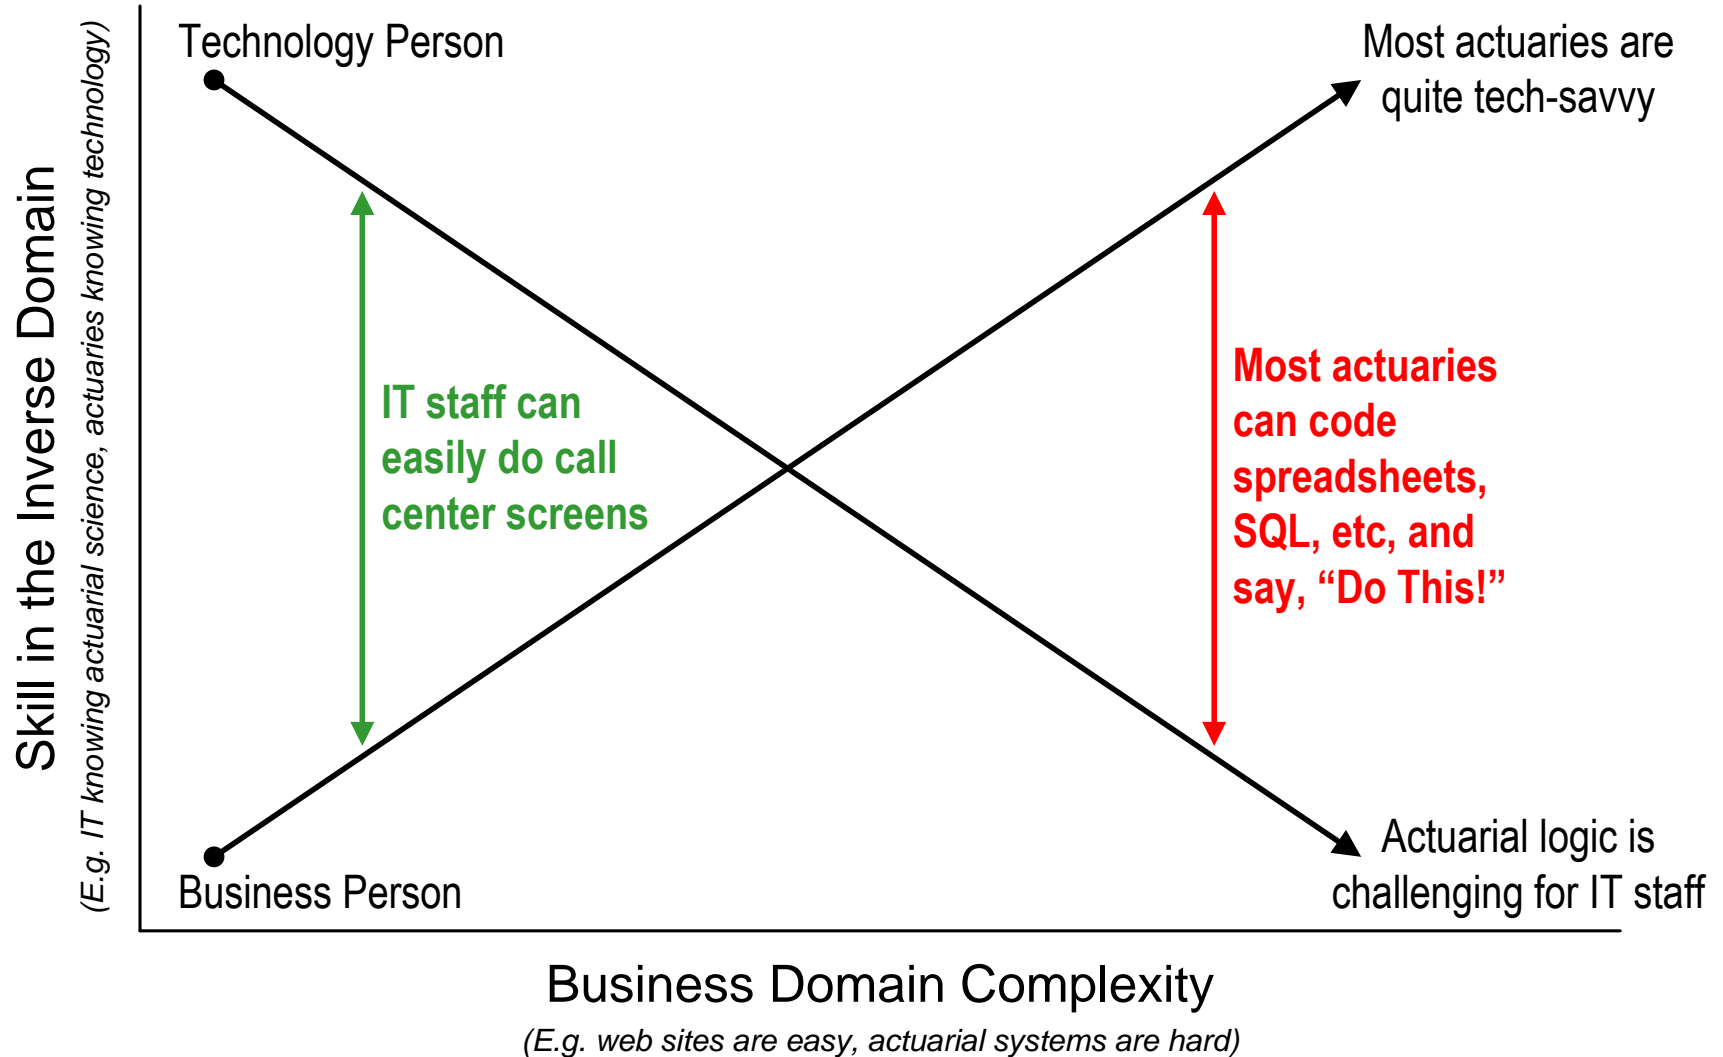 Technology Person
Most actuaries are
quite tech-savvy
Skill in the Inverse Domain
(E.g. IT knowing actuarial science, actuaries knowing technology)
IT staff can
easily do call
center screens
Most actuaries
can code
spreadsheets,
SQL, etc, and
say, “Do This!”
Business Person
Actuarial logic is
challenging for IT staff
Business Domain Complexity
(E.g. web sites are easy, actuarial systems are hard)